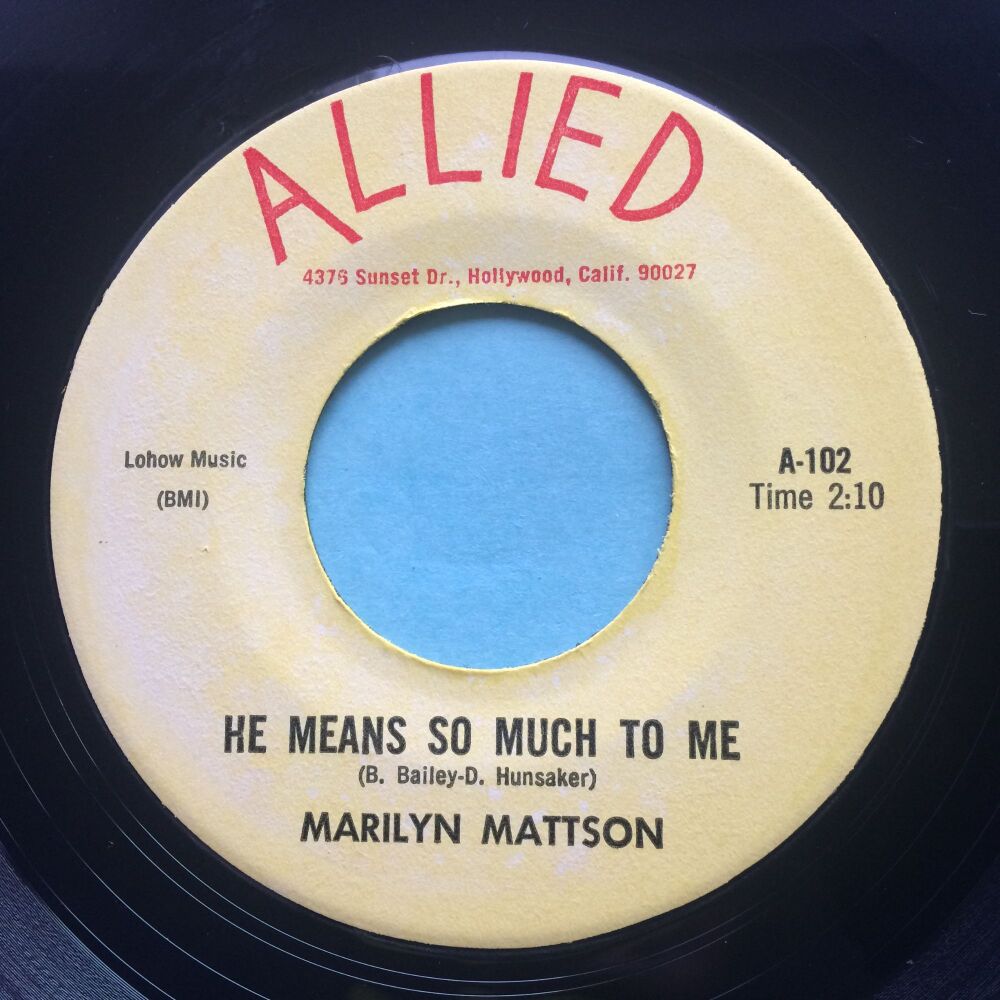 ALLIED
4376 Sunset Dr., Hollywood, Calif. 90027
Lohow Music
(BMI)
A-102
Time 2:10
HE MEANS SO MUCH TO ME
(B. Bailey-D. Hunsaker)
MARILYN MATTSON